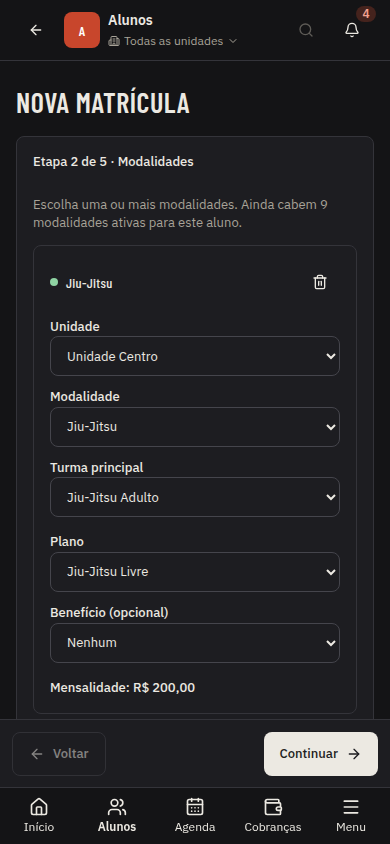 A
Alunos
Todas as unidades
4
NOVA MATRÍCULA
Etapa 2 de 5 · Modalidades
Escolha uma ou mais modalidades. Ainda cabem 9
modalidades ativas para este aluno.
Jiu-Jitsu
Unidade
Unidade Centro
Modalidade
Jiu-Jitsu
Turma principal
Jiu-Jitsu Adulto
Plano
Jiu-Jitsu Livre
Benefício (opcional)
Nenhum
Mensalidade: R$ 200,00
Voltar
Continuar
Início
Alunos
Agenda
Cobranças
Menu